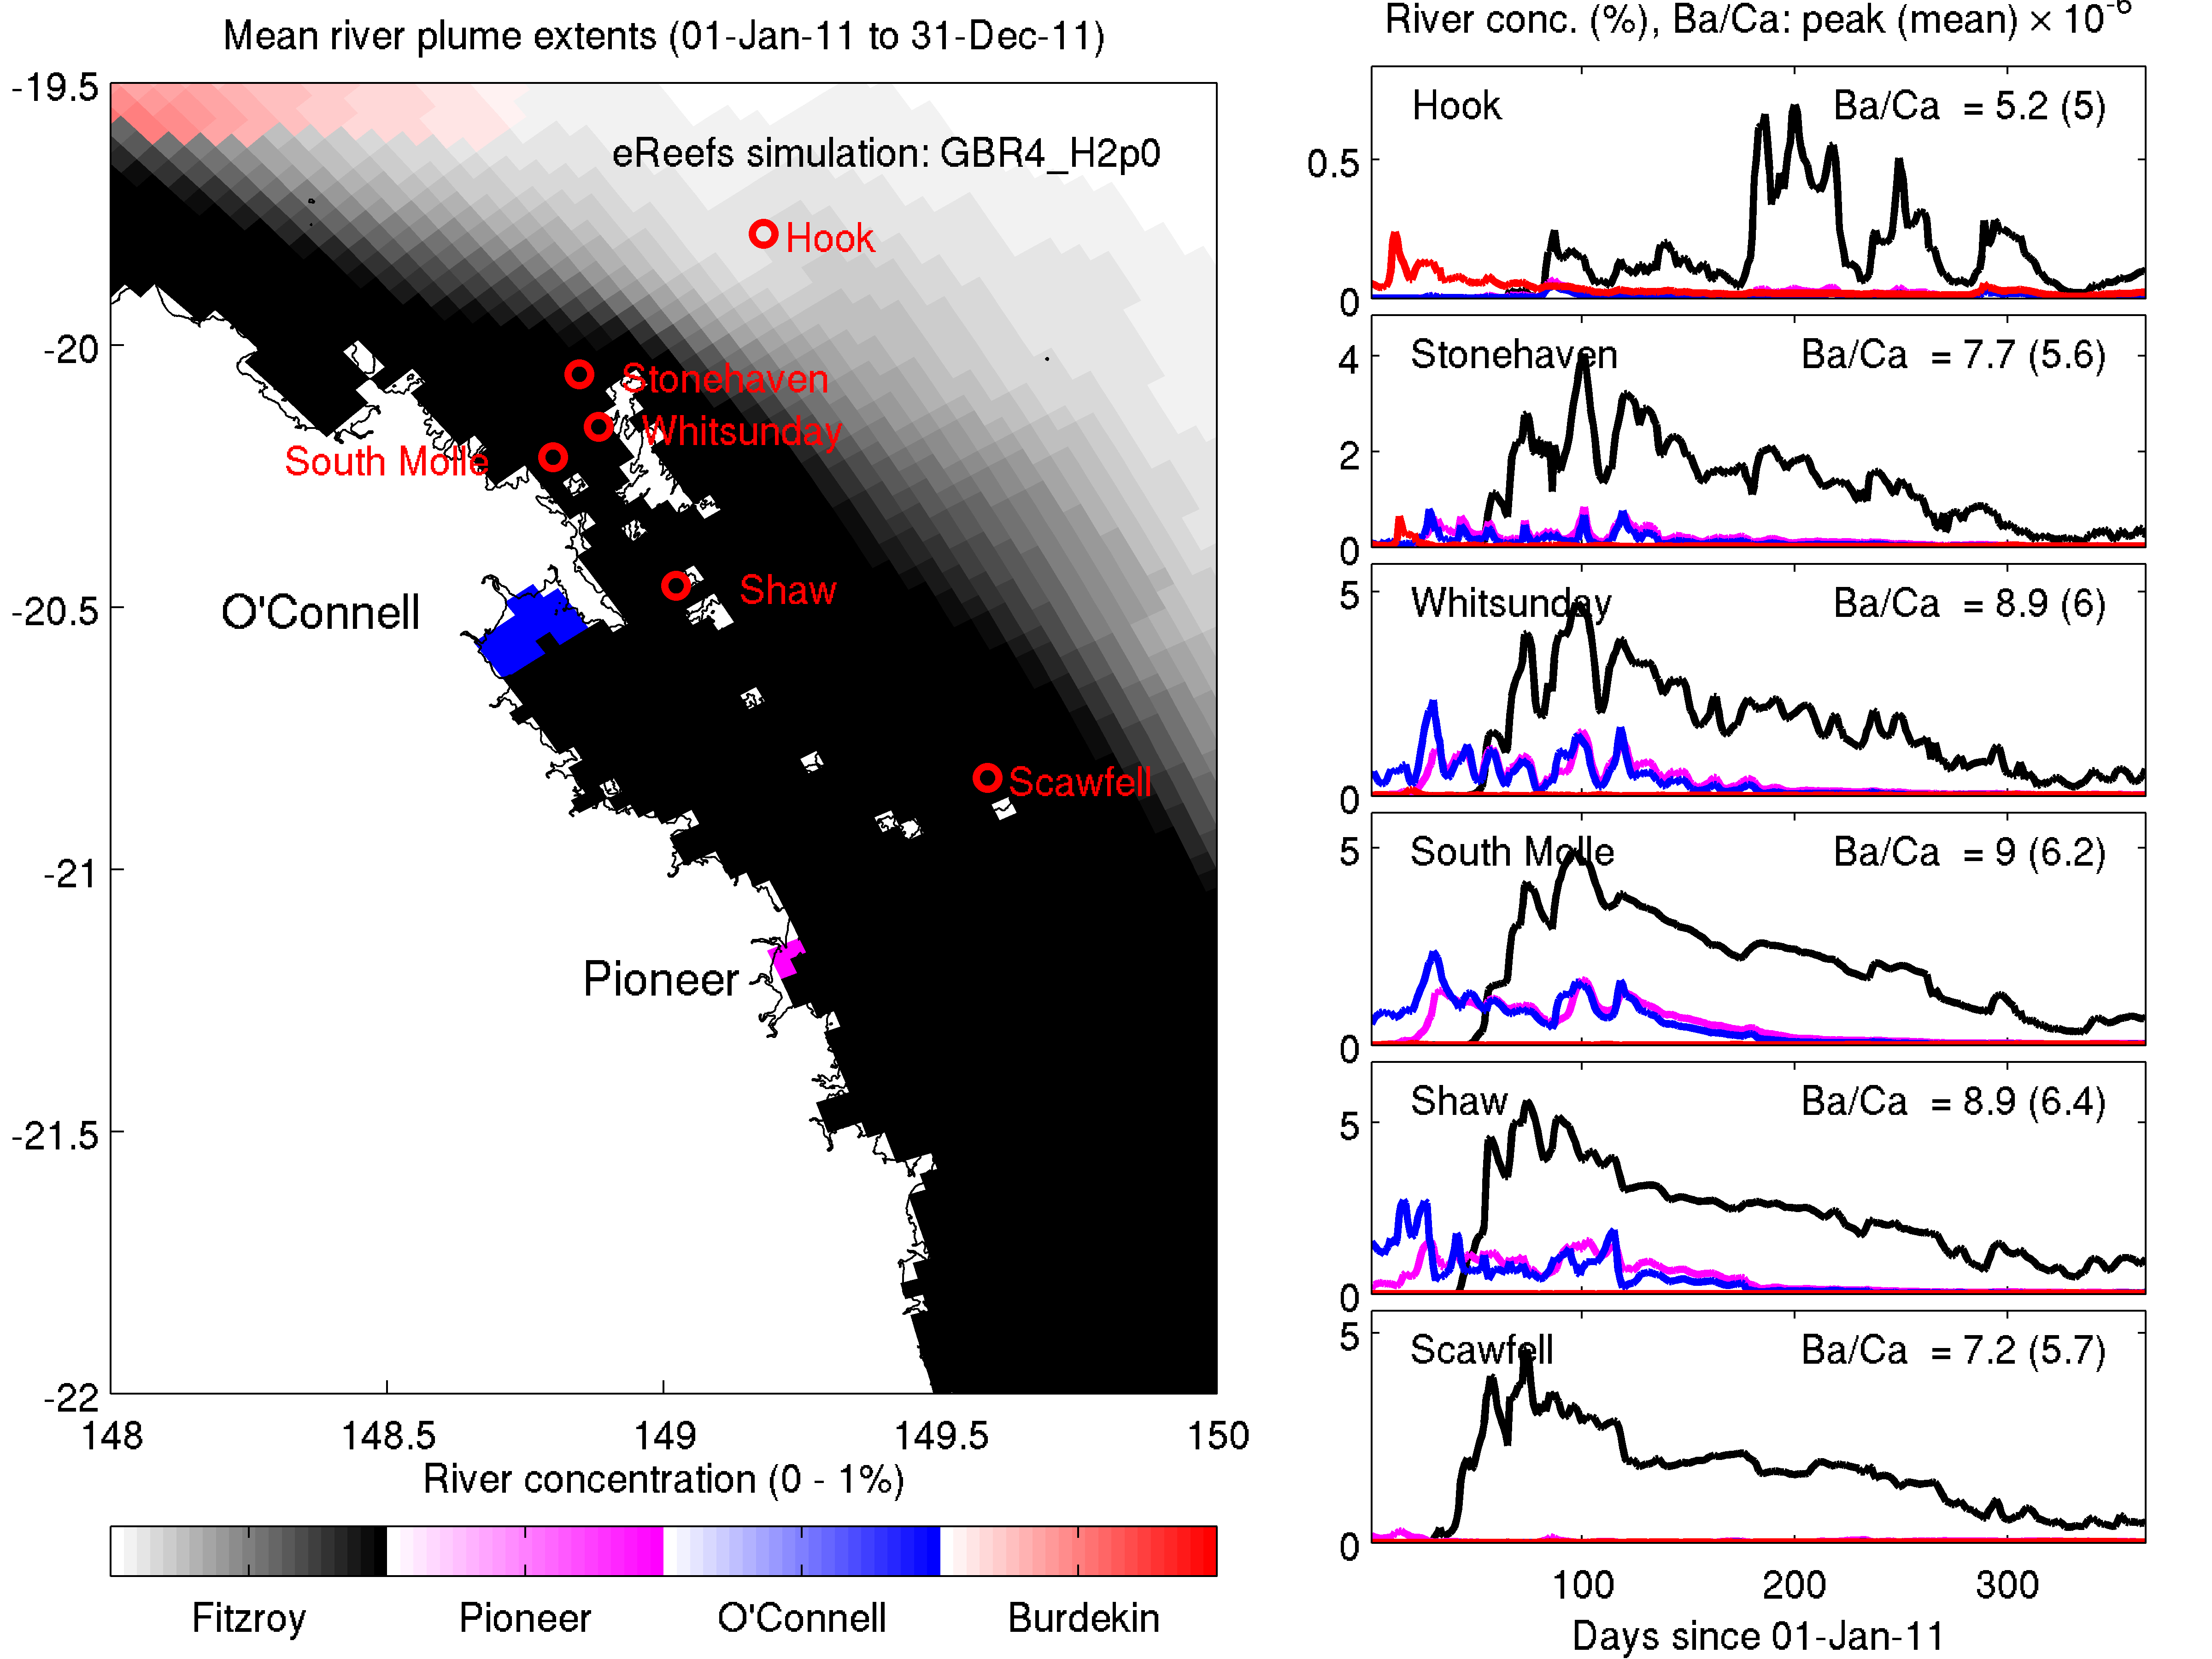 Mean river plume extents (01-Jan-11 to 31-Dec-11)
-19.5
-20
-20.5
-21
-21.5
-22
148
148.5
149
149.5
150
eReefs simulation: GBR4_H2p0
Hook
Stonehaven
Whitsunday
South Molle
O'Connell
Shaw
Scawfell
Pioneer
River concentration (0 - 1%)
Fitzroy
Pioneer
O'Connell
Burdekin
River conc. (%), Ba/Ca: peak (mean) × 10-6
Hook
Ba/Ca = 5.2 (5)
0.5
0
Stonehaven
Ba/Ca = 7.7 (5.6)
4
2
0
Whitsunday
Ba/Ca = 8.9 (6)
5
0
South Molle
Ba/Ca = 9 (6.2)
5
0
Shaw
Ba/Ca = 8.9 (6.4)
5
0
Scawfell
Ba/Ca = 7.2 (5.7)
5
0
100
200
300
Days since 01-Jan-11